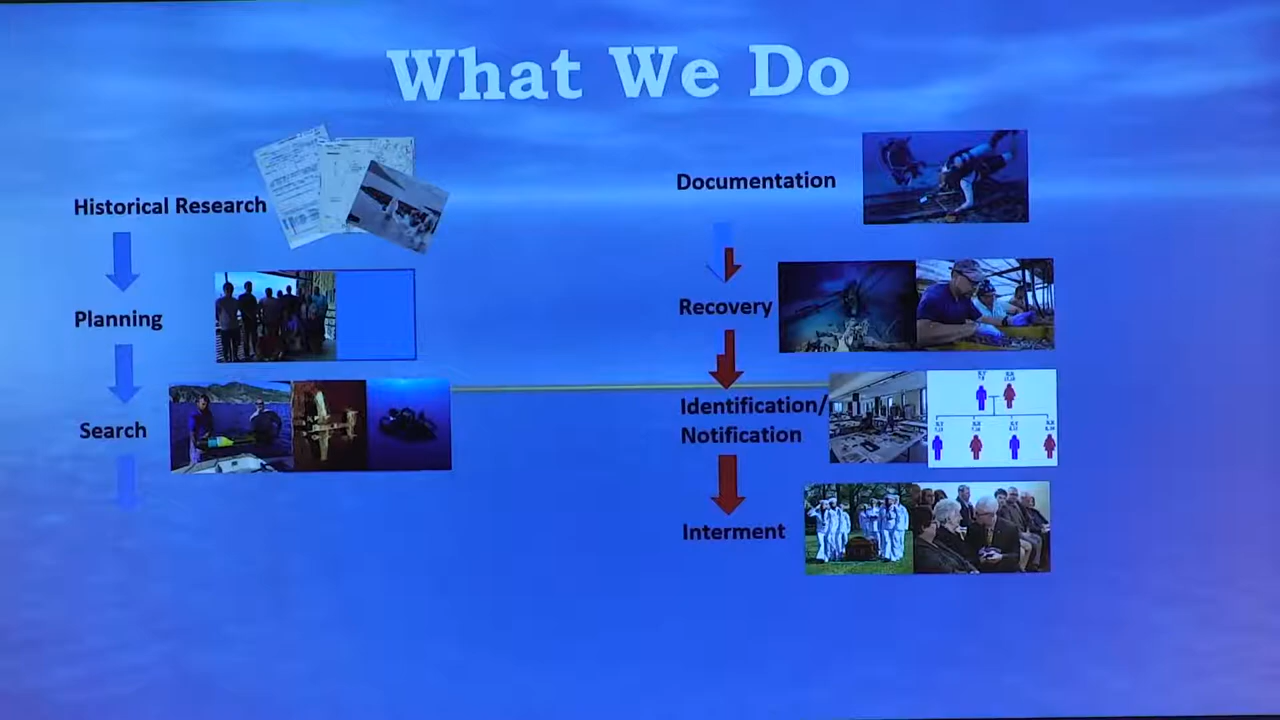 What We Do
Historical Research
Planning
Search
Documentation
Recovery
Identification/
Notification
Interment